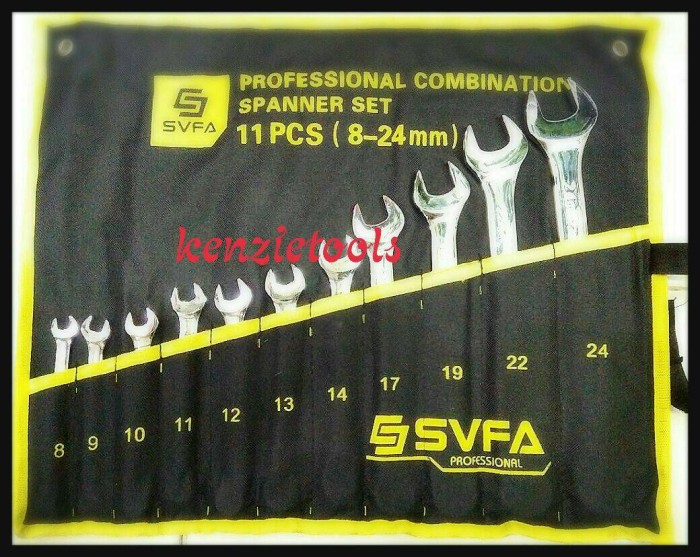 PROFESSIONAL COMBINATION
SPANNER SET
11 PCS ( 8-24mm)
SVFA
kenzietools
8 9 10 11 12 13 14 17 19 22 24
SVFA
PROFESSIONAL